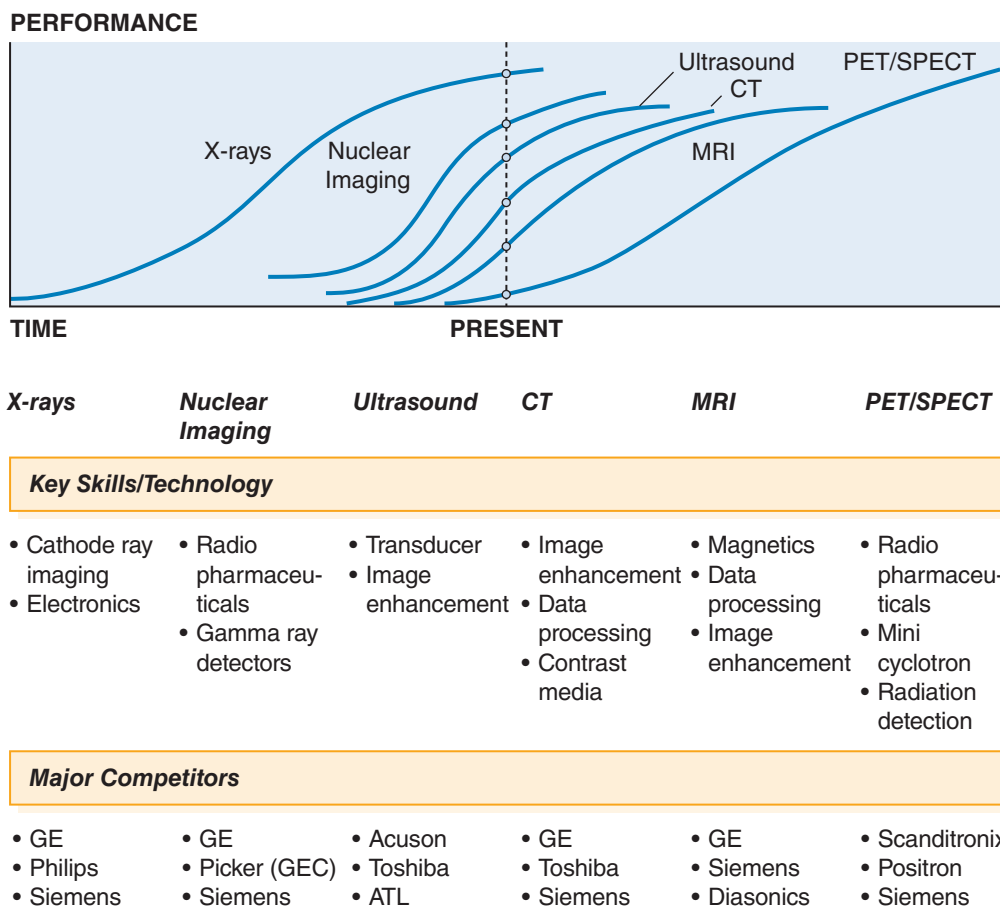 PERFORMANCE
Ultrasound
PET/SPECT
CT
X-rays
Nuclear
Imaging
MRI
TIME
PRESENT
X-rays
Nuclear
Imaging
Ultrasound
CT
MRI
PET/SPECT
Key Skills/Technology
• Cathode ray
imaging
• Electronics
• Radio
pharmaceu-
ticals
• Gamma ray
detectors
• Transducer
• Image
enhancement
• Image
enhancement
• Data
processing
• Contrast
media
• Magnetics
• Data
processing
• Image
enhancement
• Radio
pharmaceu-
ticals
• Mini
cyclotron
• Radiation
detection
Major Competitors
• GE
• Philips
• Siemens
• GE
• Picker (GEC)
• Siemens
• Acuson
• Toshiba
• ATL
• GE
• Toshiba
• Siemens
• GE
• Siemens
• Diasonics
• Scanditronix
• Positron
• Siemens